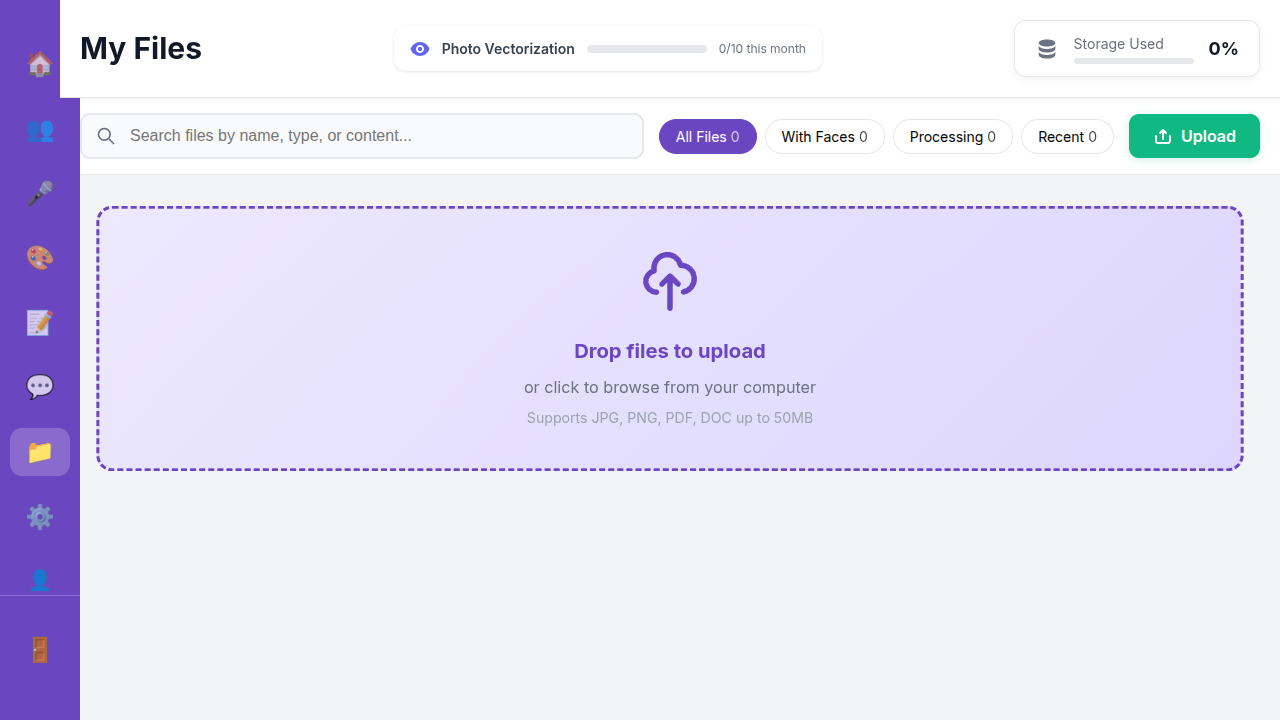 My Files
Photo Vectorization
0/10 this month
Storage Used
0%
Search files by name, type, or content...
All Files 0
With Faces 0
Processing 0
Recent 0
Upload
Drop files to upload
or click to browse from your computer
Supports JPG, PNG, PDF, DOC up to 50MB